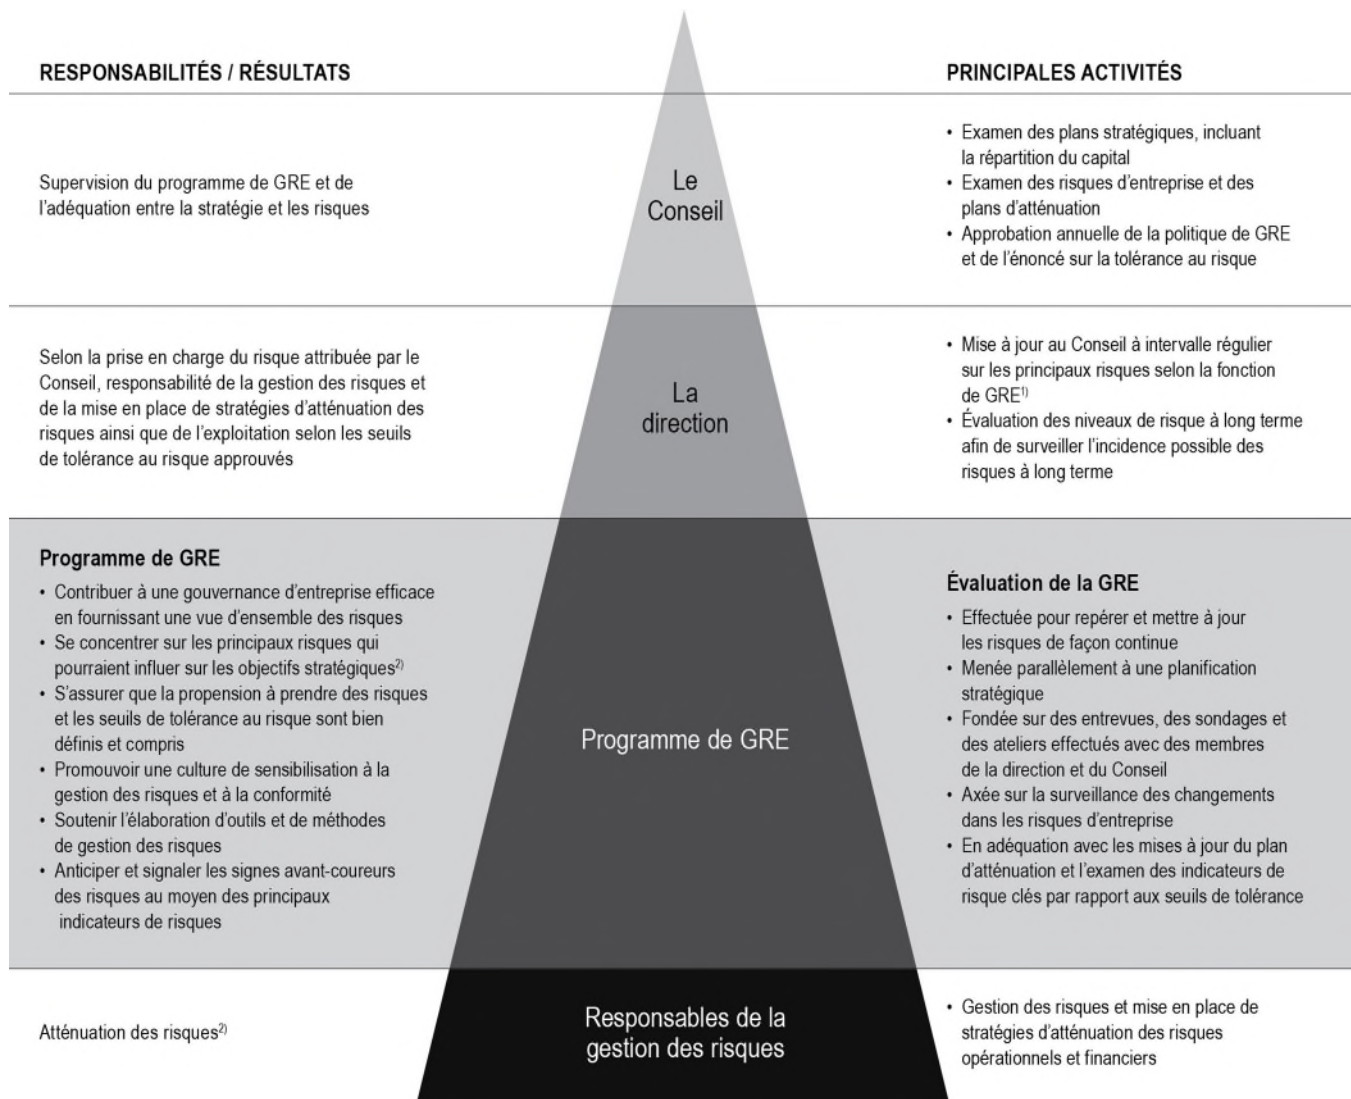 RESPONSABILITÉS / RÉSULTATS
PRINCIPALES ACTIVITÉS
Supervision du programme de GRE et de
l’adéquation entre la stratégie et les risques
Le
Conseil
• Examen des plans stratégiques, incluant
la répartition du capital
• Examen des risques d’entreprise et des
plans d’atténuation
• Approbation annuelle de la politique de GRE
et de l’énoncé sur la tolérance au risque
Selon la prise en charge du risque attribuée par le
Conseil, responsabilité de la gestion des risques et
de la mise en place de stratégies d’atténuation des
risques ainsi que de l’exploitation selon les seuils
de tolérance au risque approuvés
La
direction
• Mise à jour au Conseil à intervalle régulier
sur les principaux risques selon la fonction
de GRE1)
• Évaluation des niveaux de risque à long terme
afin de surveiller l’incidence possible des
risques à long terme
Programme de GRE
• Contribuer à une gouvernance d’entreprise efficace
en fournissant une vue d’ensemble des risques
• Se concentrer sur les principaux risques qui
pourraient influer sur les objectifs stratégiques2)
• S’assurer que la propension à prendre des risques
et les seuils de tolérance au risque sont bien
définis et compris
• Promouvoir une culture de sensibilisation à la
gestion des risques et à la conformité
• Soutenir l’élaboration d’outils et de méthodes
de gestion des risques
• Anticiper et signaler les signes avant-coureurs
des risques au moyen des principaux
indicateurs de risques
Programme de GRE
Évaluation de la GRE
• Effectuée pour repérer et mettre à jour
les risques de façon continue
• Menée parallèlement à une planification
stratégique
• Fondée sur des entrevues, des sondages et
des ateliers effectués avec des membres
de la direction et du Conseil
• Axée sur la surveillance des changements
dans les risques d’entreprise
• En adéquation avec les mises à jour du plan
d’atténuation et l’examen des indicateurs de
risque clés par rapport aux seuils de tolérance
Atténuation des risques2)
Responsables de la
gestion des risques
• Gestion des risques et mise en place de
stratégies d’atténuation des risques
opérationnels et financiers